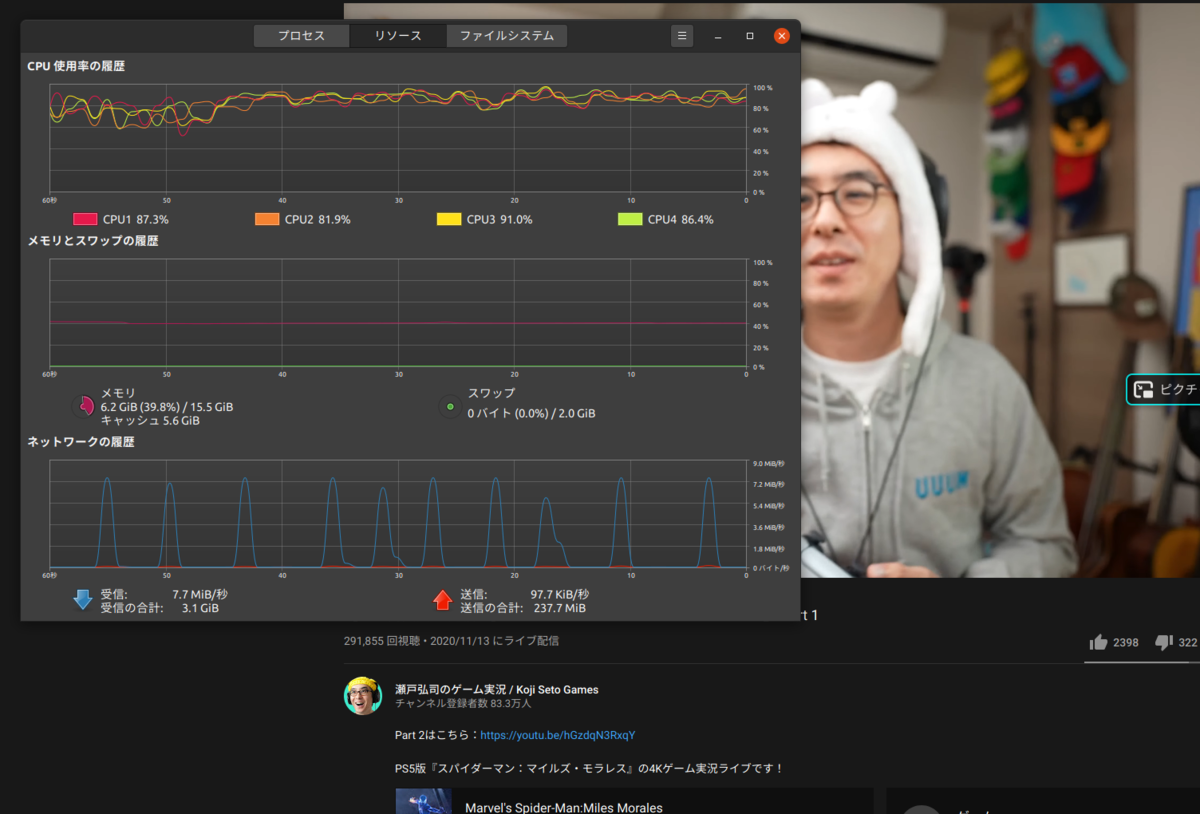 プロセス
リソース
ファイルシステム
CPU 使用率の履歴
100 %
80 %
60 %
40 %
20 %
0 %
60秒 50 40 30 20 10 0
CPU1 87.3%
CPU2 81.9%
CPU3 91.0%
CPU4 86.4%
メモリとスワップの履歴
100 %
80 %
60 %
40 %
20 %
0 %
60秒 50 40 30 20 10 0
メモリ
6.2 GiB (39.8%) / 15.5 GiB
キャッシュ 5.6 GiB
スワップ
0 バイト (0.0%) / 2.0 GiB
ネットワークの履歴
9.0 MiB/秒
7.2 MiB/秒
5.4 MiB/秒
3.6 MiB/秒
1.8 MiB/秒
0 バイト/秒
60秒 50 40 30 20 10 0
受信: 7.7 MiB/秒
受信の合計: 3.1 GiB
送信: 97.7 KiB/秒
送信の合計: 237.7 MiB
UUUM
ピクチ
rt 1
291,855 回視聴・2020/11/13 にライブ配信
2398
322
瀬戸弘司のゲーム実況 / Koji Seto Games
チャンネル登録者数 83.3万人
Part 2はこちら：https://youtu.be/hGzdqN3RxqY
PS5版『スパイダーマン：マイルズ・モラレス』の4Kゲーム実況ライブです！
Marvel's Spider-Man:Miles Morales